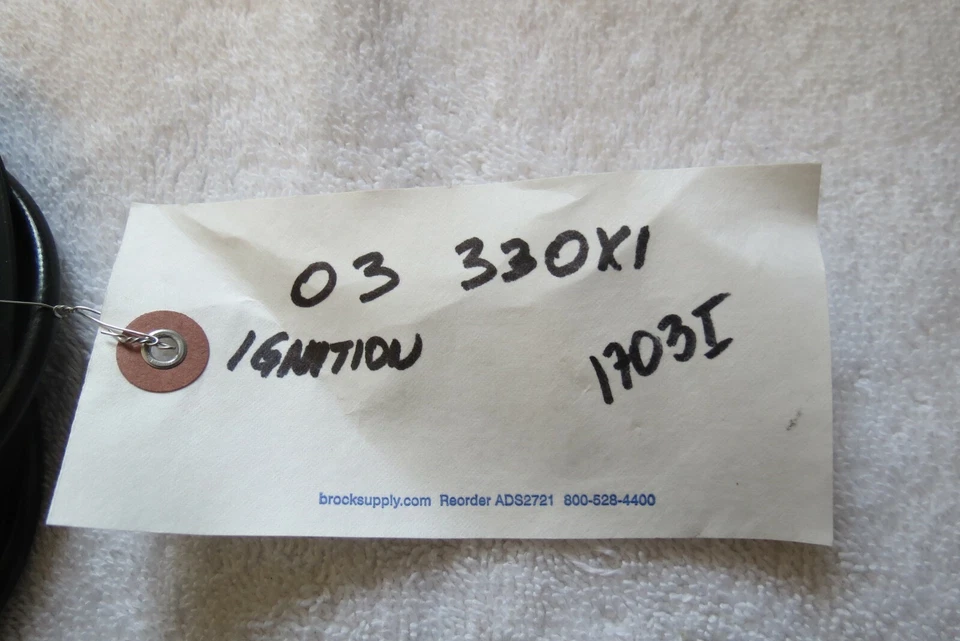 03 330XI
IGNITION 1703I
brocksupply.com Reorder ADS2721 800-528-4400